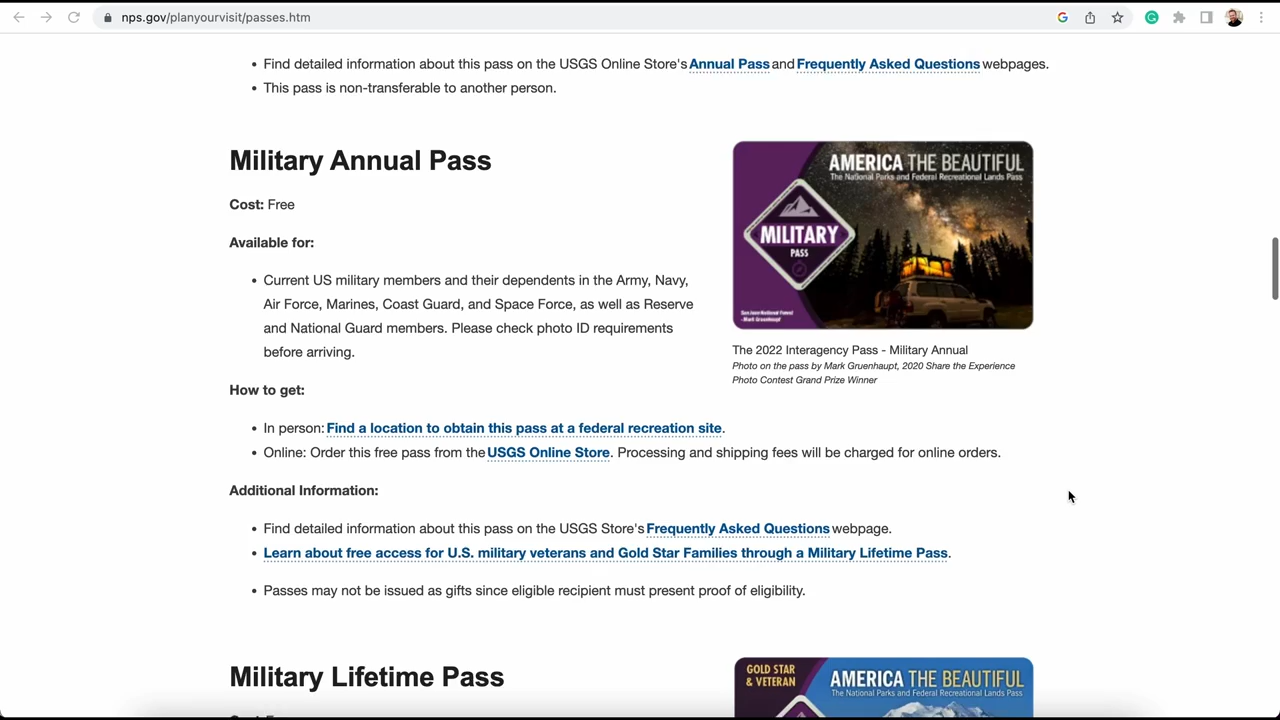 nps.gov/planyourvisit/passes.htm
Find detailed information about this pass on the USGS Online Store's Annual Pass and Frequently Asked Questions webpages.
This pass is non-transferable to another person.
Military Annual Pass
Cost: Free
Available for:
Current US military members and their dependents in the Army, Navy,
Air Force, Marines, Coast Guard, and Space Force, as well as Reserve
and National Guard members. Please check photo ID requirements
before arriving.
AMERICA THE BEAUTIFUL
The National Parks and Federal Recreational Lands Pass
MILITARY
PASS
San Juan National Forest
- Mark Gruenhaupt
The 2022 Interagency Pass - Military Annual
Photo on the pass by Mark Gruenhaupt, 2020 Share the Experience
Photo Contest Grand Prize Winner
How to get:
In person: Find a location to obtain this pass at a federal recreation site.
Online: Order this free pass from the USGS Online Store. Processing and shipping fees will be charged for online orders.
Additional Information:
Find detailed information about this pass on the USGS Store's Frequently Asked Questions webpage.
Learn about free access for U.S. military veterans and Gold Star Families through a Military Lifetime Pass.
Passes may not be issued as gifts since eligible recipient must present proof of eligibility.
Military Lifetime Pass
GOLD STAR
& VETERAN
AMERICA THE BEAUTIFUL
The National Parks and Federal Recreational Lands Pass